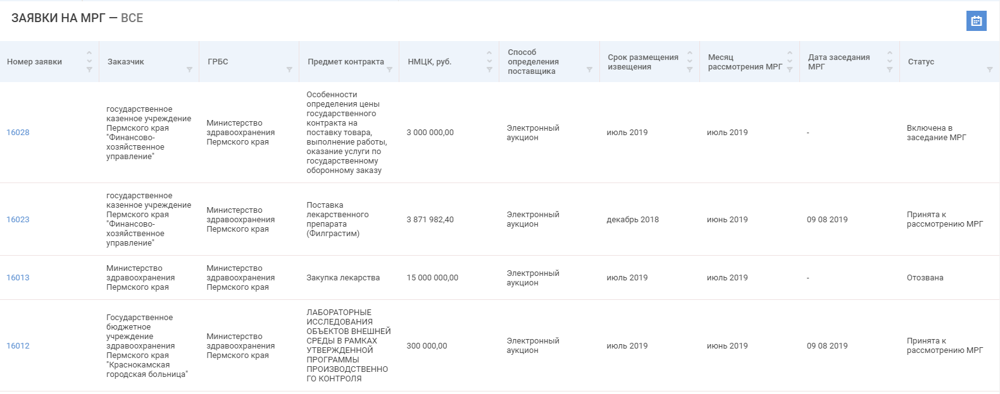 ЗАЯВКИ НА МРГ — ВСЕ
Номер заявки
Заказчик
ГРБС
Предмет контракта
НМЦК, руб.
Способ
определения
поставщика
Срок размещения
извещения
Месяц
рассмотрения МРГ
Дата заседания
МРГ
Статус
16028
государственное
казенное учреждение
Пермского края
"Финансово-
хозяйственное
управление"
Министерство
здравоохранения
Пермского края
Особенности
определения цены
государственного
контракта на
поставку товара,
выполнение работы,
оказание услуги по
государственному
оборонному заказу
3 000 000,00
Электронный
аукцион
июль 2019
июль 2019
-
Включена в
заседание МРГ
16023
государственное
казенное учреждение
Пермского края
"Финансово-
хозяйственное
управление"
Министерство
здравоохранения
Пермского края
Поставка
лекарственного
препарата
(Филграстим)
3 871 982,40
Электронный
аукцион
декабрь 2018
июнь 2019
09 08 2019
Принята к
рассмотрению МРГ
16013
Министерство
здравоохранения
Пермского края
Министерство
здравоохранения
Пермского края
Закупка лекарства
15 000 000,00
Электронный
аукцион
июль 2019
июль 2019
-
Отозвана
16012
Государственное
бюджетное
учреждение
здравоохранения
Пермского края
"Краснокамская
городская больница"
Министерство
здравоохранения
Пермского края
ЛАБОРАТОРНЫЕ
ИССЛЕДОВАНИЯ
ОБЪЕКТОВ ВНЕШНЕЙ
СРЕДЫ В РАМКАХ
УТВЕРЖДЕННОЙ
ПРОГРАММЫ
ПРОИЗВОДСТВЕННО
ГО КОНТРОЛЯ
300 000,00
Электронный
аукцион
июль 2019
июнь 2019
09 08 2019
Принята к
рассмотрению МРГ